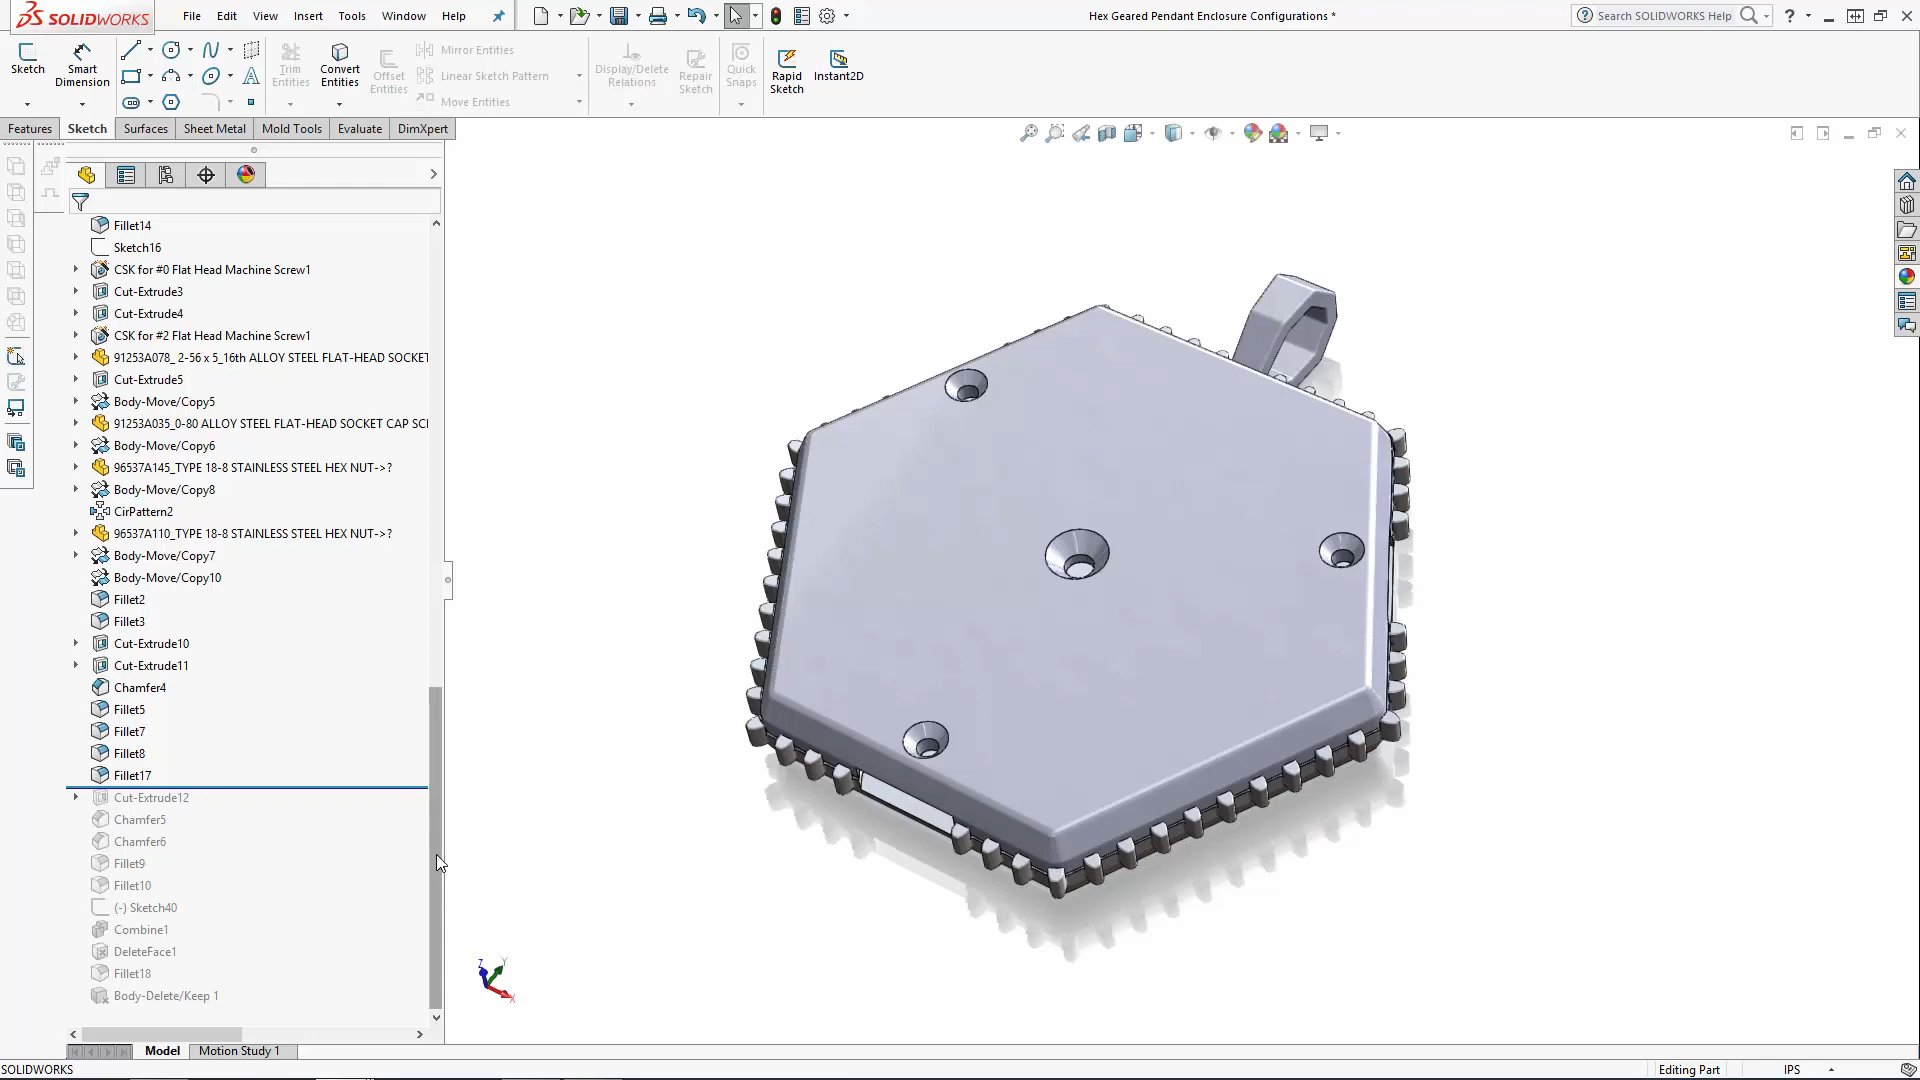 SOLIDWORKS
File Edit View Insert Tools Window Help
Hex Geared Pendant Enclosure Configurations *
Search SOLIDWORKS Help
Sketch
Smart Dimension
Trim Entities
Convert Entities
Offset Entities
Mirror Entities
Linear Sketch Pattern
Move Entities
Display/Delete Relations
Repair Sketch
Quick Snaps
Rapid Sketch
Instant2D
Features Sketch Surfaces Sheet Metal Mold Tools Evaluate DimXpert
Fillet14
Sketch16
CSK for #0 Flat Head Machine Screw1
Cut-Extrude3
Cut-Extrude4
CSK for #2 Flat Head Machine Screw1
91253A078_ 2-56 x 5_16th ALLOY STEEL FLAT-HEAD SOCKET
Cut-Extrude5
Body-Move/Copy5
91253A035_0-80 ALLOY STEEL FLAT-HEAD SOCKET CAP SC
Body-Move/Copy6
96537A145_TYPE 18-8 STAINLESS STEEL HEX NUT->?
Body-Move/Copy8
CirPattern2
96537A110_TYPE 18-8 STAINLESS STEEL HEX NUT->?
Body-Move/Copy7
Body-Move/Copy10
Fillet2
Fillet3
Cut-Extrude10
Cut-Extrude11
Chamfer4
Fillet5
Fillet7
Fillet8
Fillet17
Cut-Extrude12
Chamfer5
Chamfer6
Fillet9
Fillet10
(-) Sketch40
Combine1
DeleteFace1
Fillet18
Body-Delete/Keep 1
Z Y X
Model Motion Study 1
SOLIDWORKS Editing Part IPS